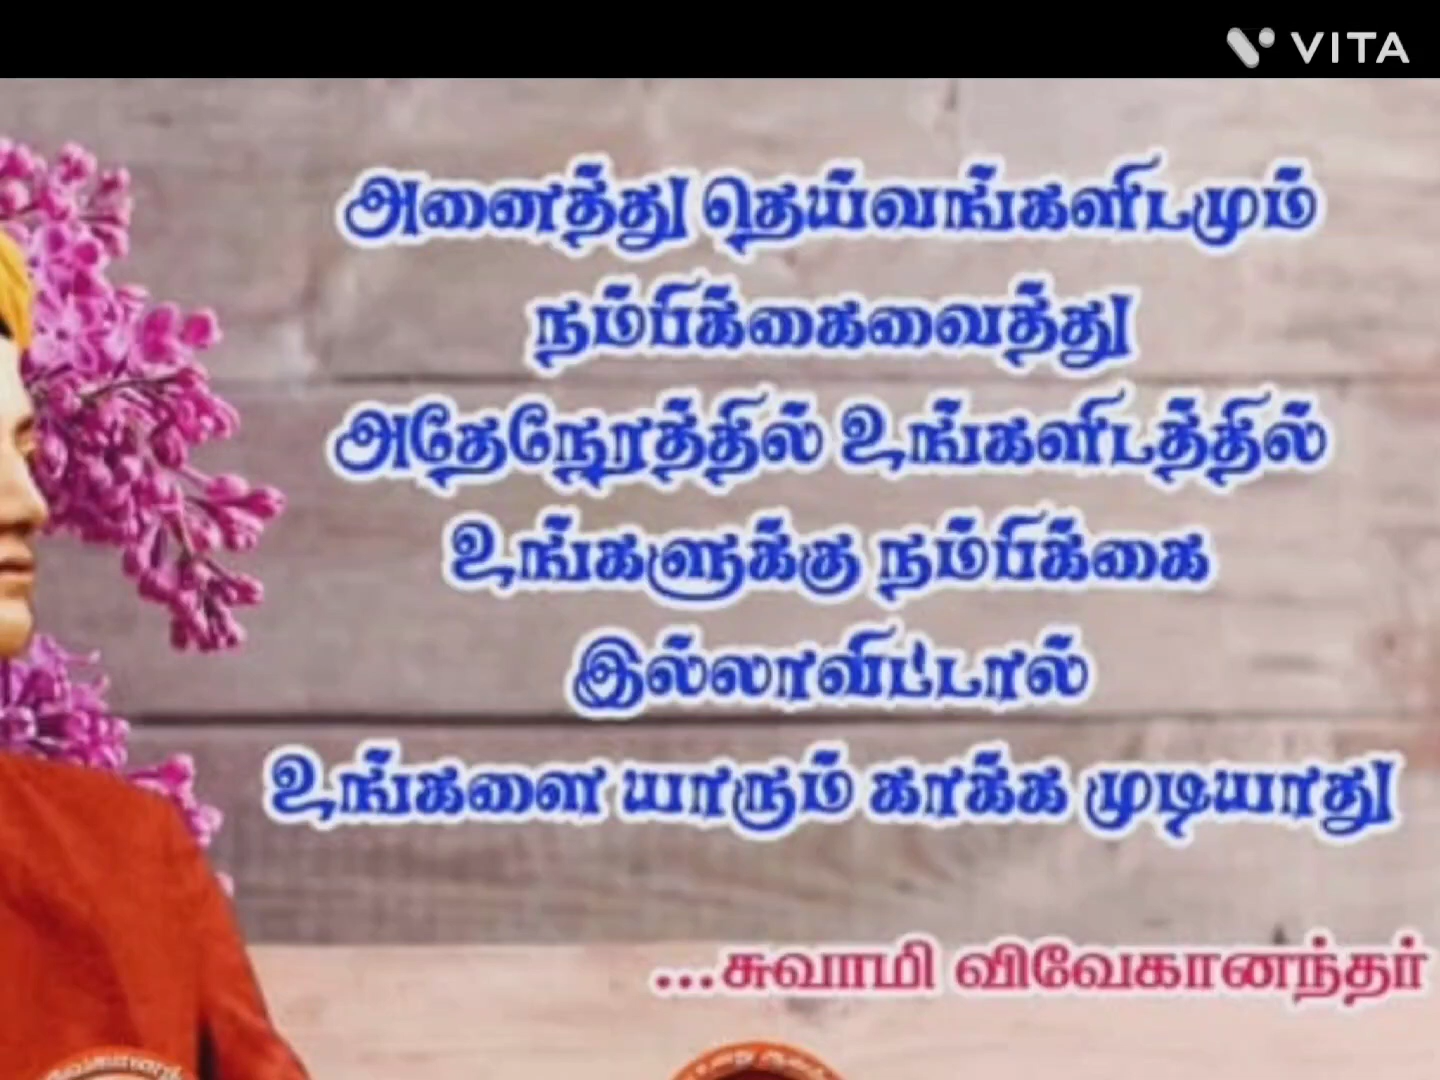 VITA
அனைத்து தெய்வங்களிடமும்
நம்பிக்கைவைத்து
அதேநேரத்தில் உங்களிடத்தில்
உங்களுக்கு நம்பிக்கை
இல்லாவிட்டால்
உங்களை யாரும் காக்க முடியாது
...சுவாமி விவேகானந்தர்